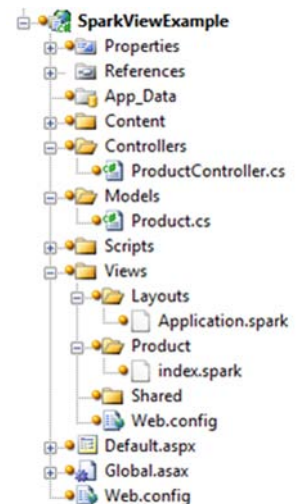 SparkViewExample
Properties
References
App_Data
Content
Controllers
ProductController.cs
Models
Product.cs
Scripts
Views
Layouts
Application.spark
Product
index.spark
Shared
Web.config
Default.aspx
Global.asax
Web.config